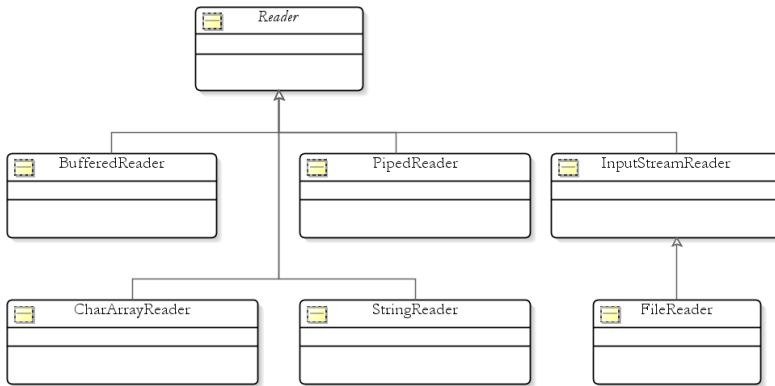 Reader
BufferedReader
PipedReader
InputStreamReader
CharArrayReader
StringReader
FileReader